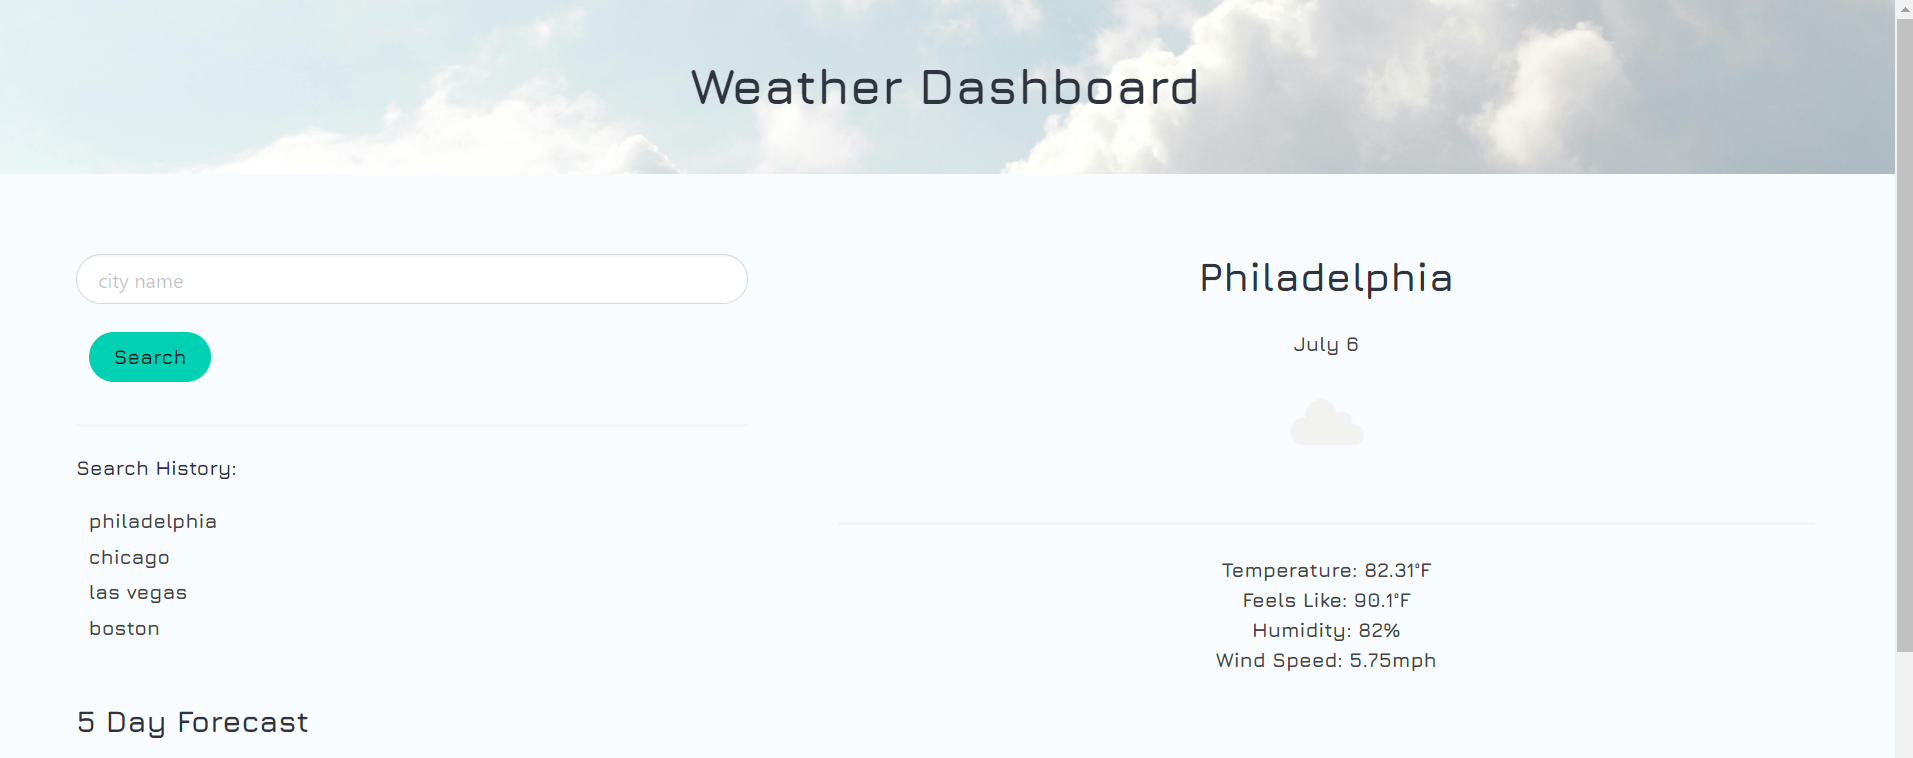 Weather Dashboard
city name
Search
Search History:
philadelphia
chicago
las vegas
boston
Philadelphia
July 6
Temperature: 82.31°F
Feels Like: 90.1°F
Humidity: 82%
Wind Speed: 5.75mph
5 Day Forecast